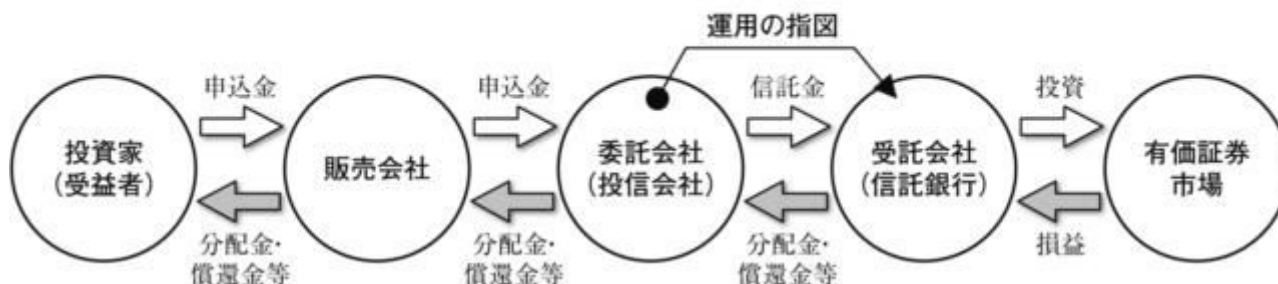 運用の指図
申込金
申込金
信託金
投資
投資家
（受益者）
販売会社
委託会社
（投信会社）
受託会社
（信託銀行）
有価証券
市場
分配金・
償還金等
分配金・
償還金等
分配金・
償還金等
損益